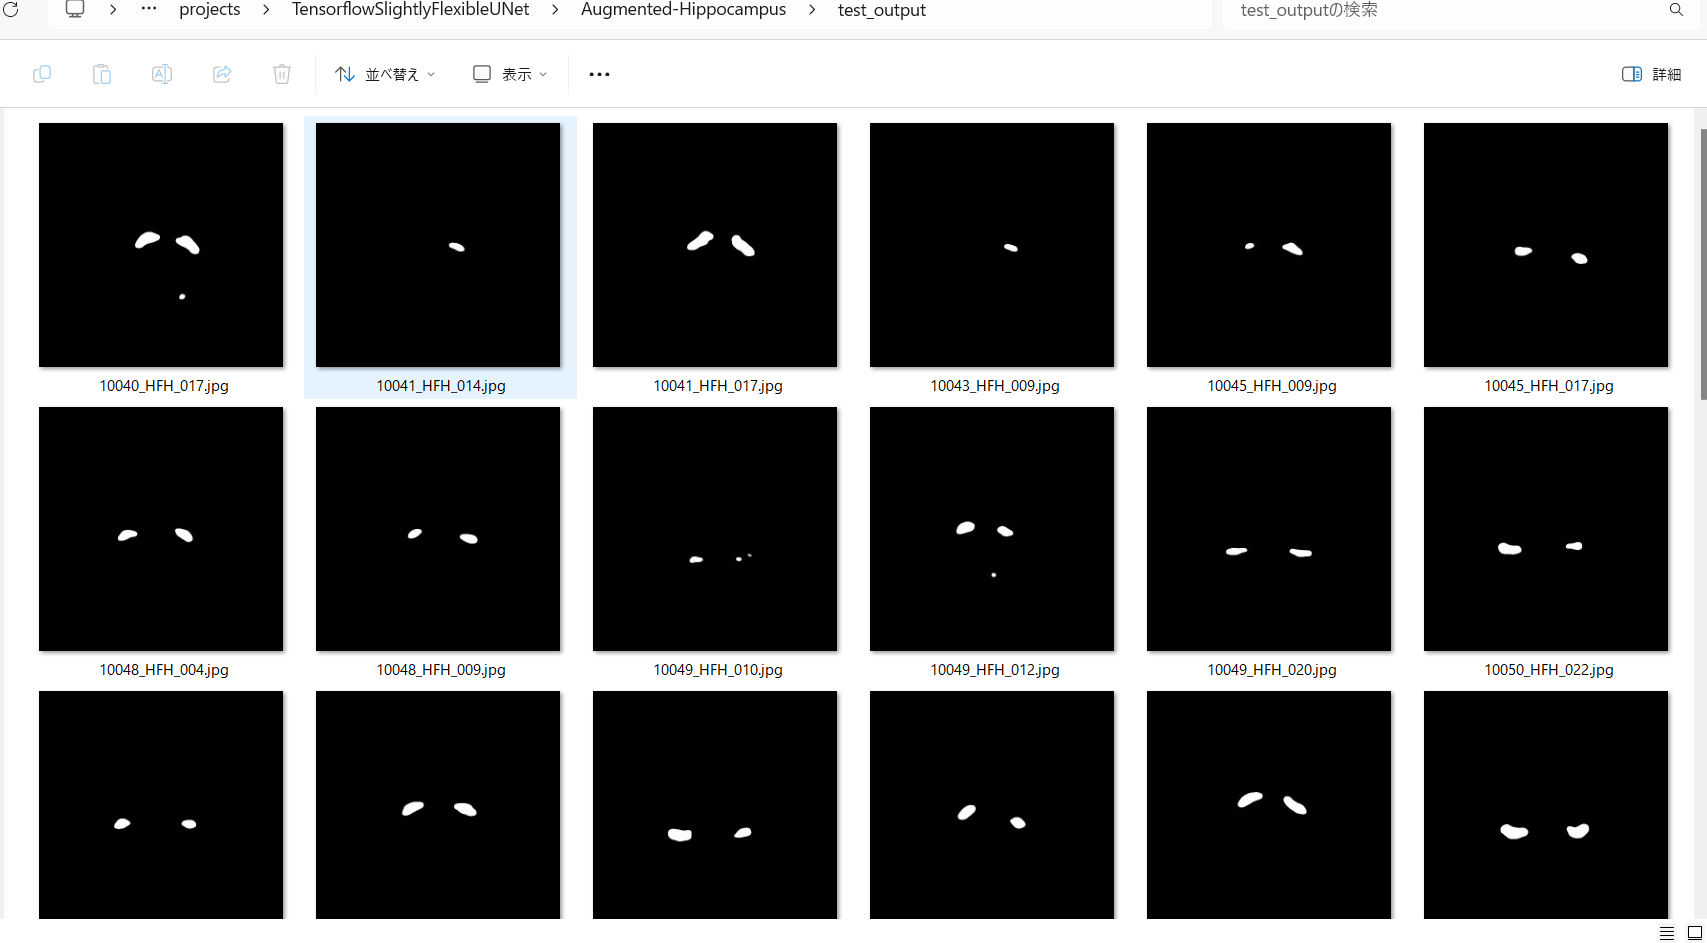 projects > TensorflowSlightlyFlexibleUNet > Augmented-Hippocampus > test_output
test_outputの検索
並べ替え 表示 詳細
10040_HFH_017.jpg 10041_HFH_014.jpg 10041_HFH_017.jpg 10043_HFH_009.jpg 10045_HFH_009.jpg 10045_HFH_017.jpg
10048_HFH_004.jpg 10048_HFH_009.jpg 10049_HFH_010.jpg 10049_HFH_012.jpg 10049_HFH_020.jpg 10050_HFH_022.jpg